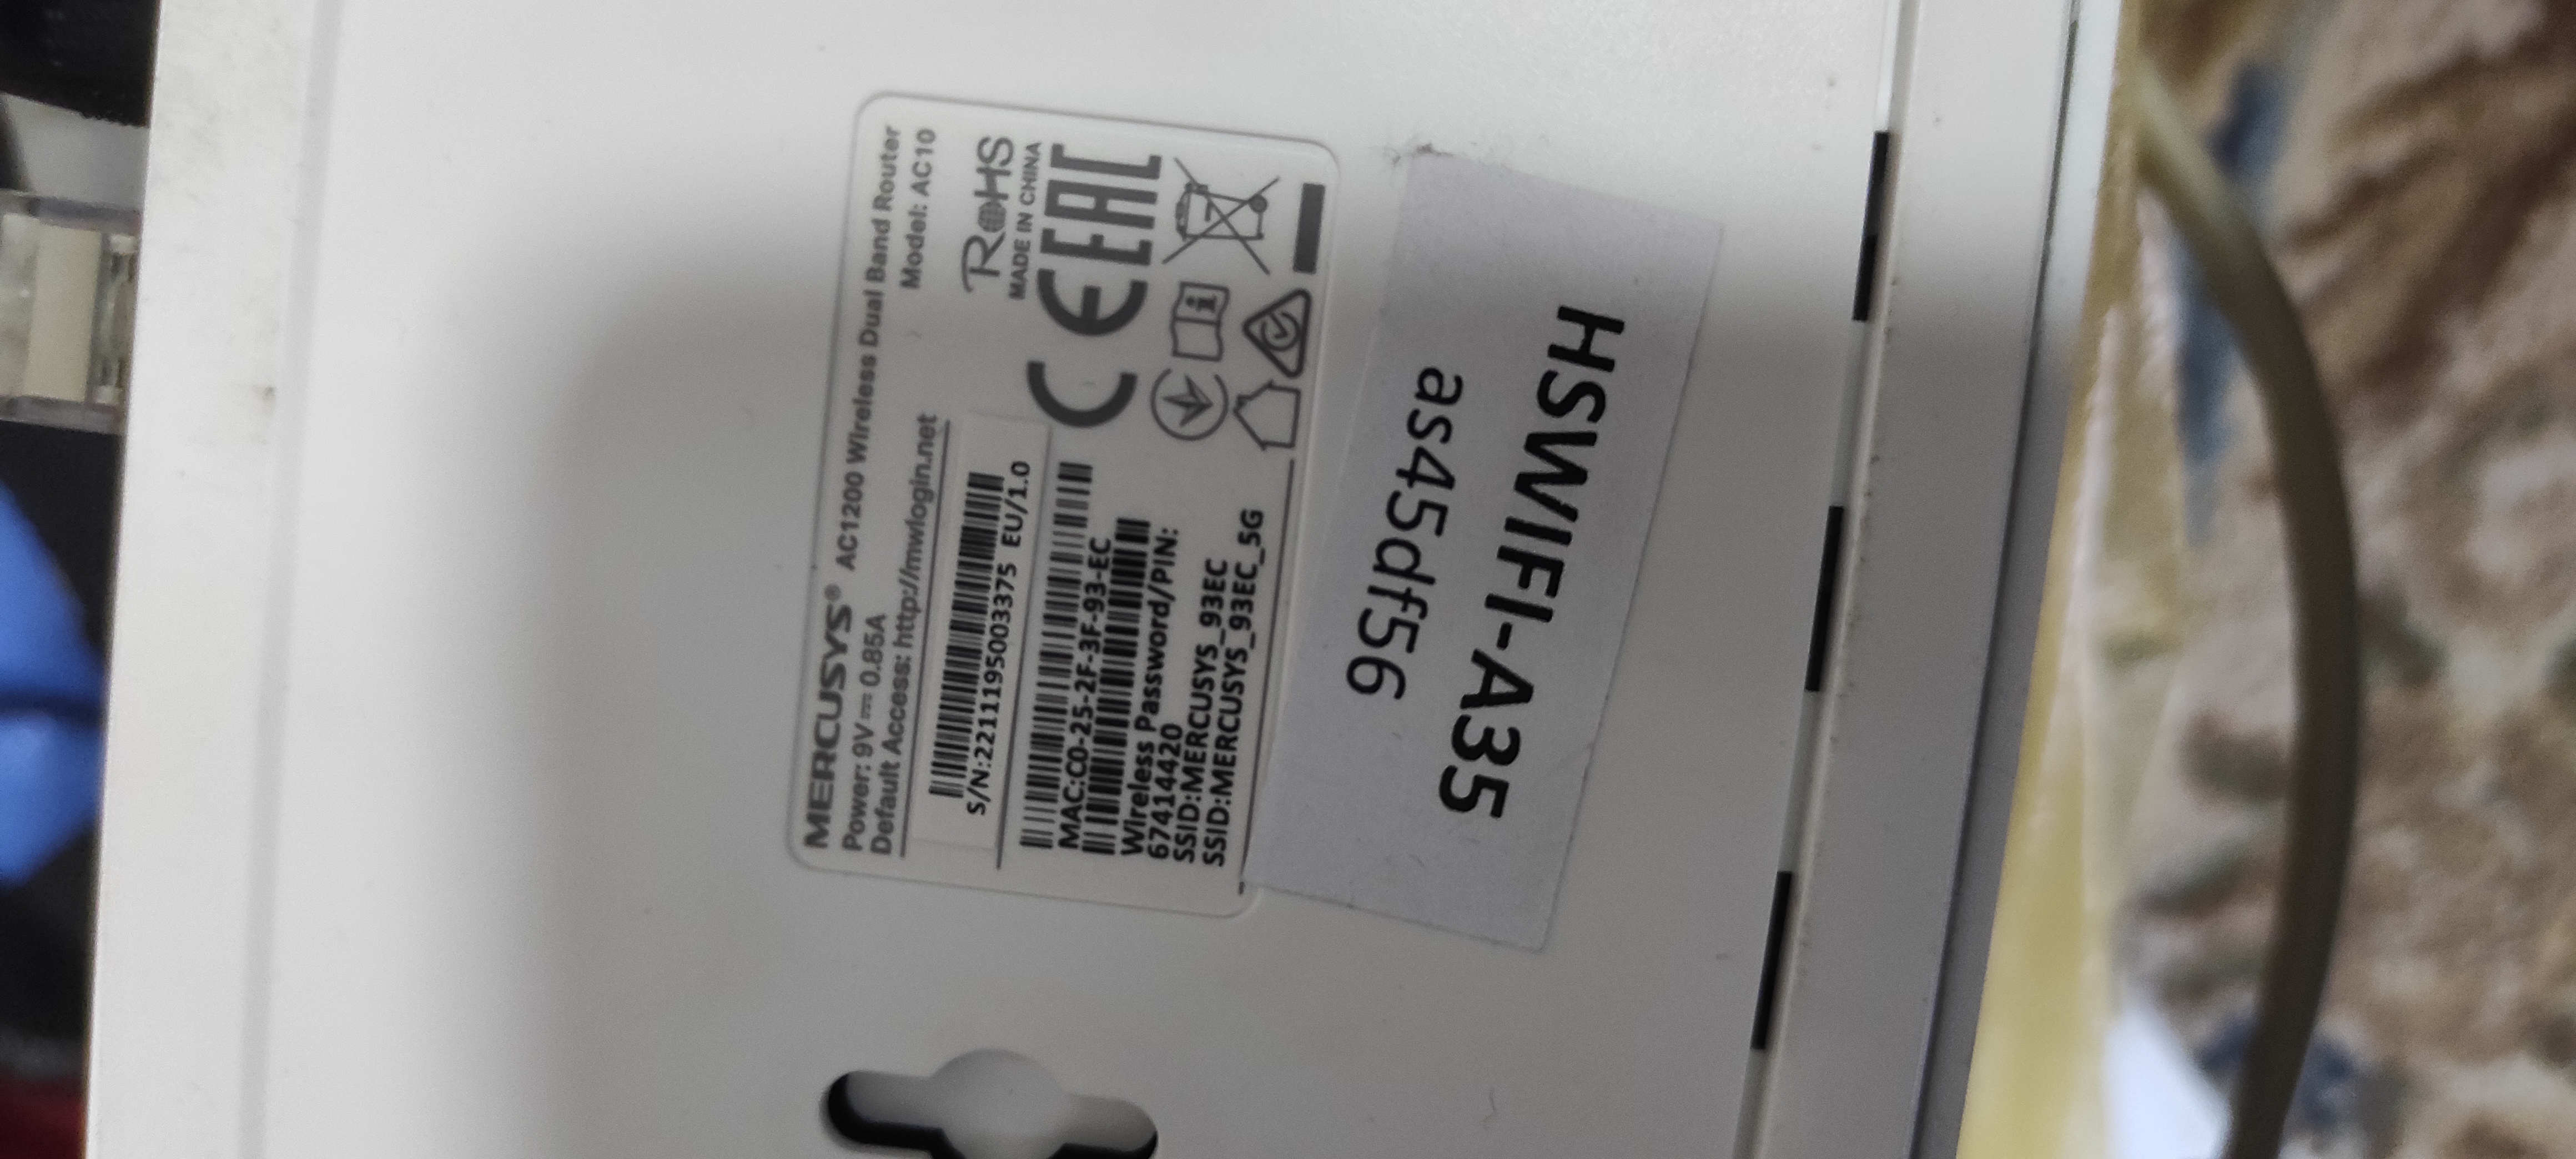 MERCUSYS® AC1200 Wireless Dual Band Router
Power: 9V⎓0.85A Model: AC10
Default Access: http://mwlogin.net
RoHS
MADE IN CHINA
S/N:2211195003375 EU/1.0
CE EAC
MAC:C0-25-2F-3F-93-EC
Wireless Password/PIN:
67414420
SSID:MERCUSYS_93EC
SSID:MERCUSYS_93EC_5G
HSWIFI-A35
as45df56